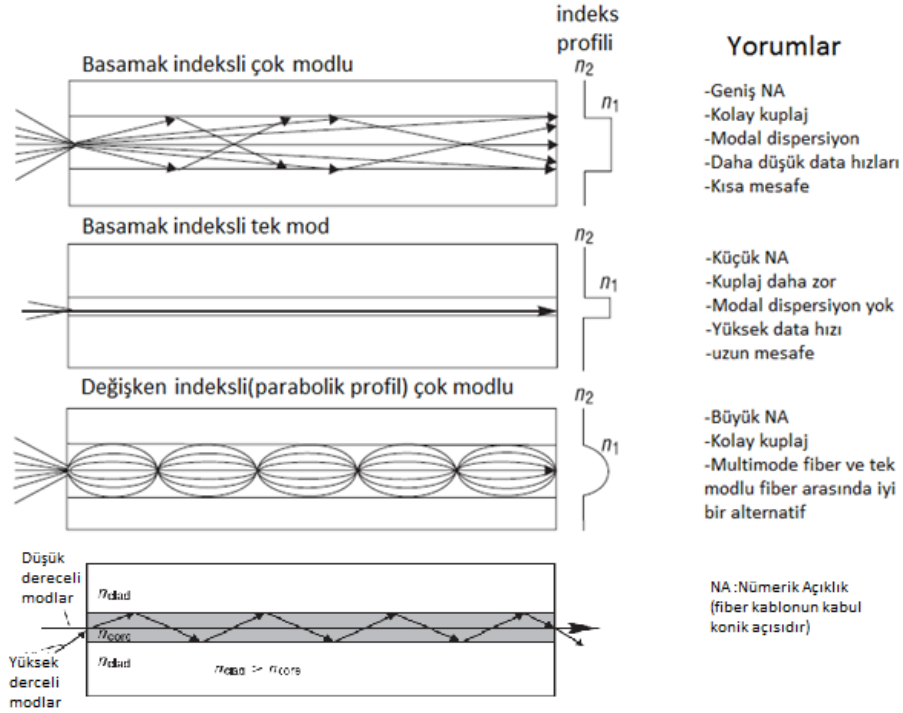 indeks
profili
Yorumlar
Basamak indeksli çok modlu
n2
n1
-Geniş NA
-Kolay kuplaj
-Modal dispersiyon
-Daha düşük data hızları
-Kısa mesafe
Basamak indeksli tek mod
n2
n1
-Küçük NA
-Kuplaj daha zor
-Modal dispersiyon yok
-Yüksek data hızı
-uzun mesafe
Değişken indeksli(parabolik profil) çok modlu
n2
n1
-Büyük NA
-Kolay kuplaj
-Multimode fiber ve tek
modlu fiber arasında iyi
bir alternatif
Düşük
dereceli
modlar
nclad
ncore
nclad
nclad > ncore
Yüksek
derceli
modlar
NA :Nümerik Açıklık
(fiber kablonun kabul
konik açısıdır)